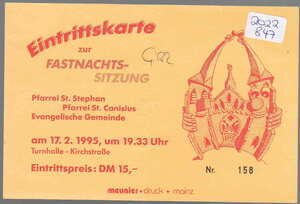 Eintrittskarte
zur
FASTNACHTS-
SITZUNG
Pfarrei St. Stephan
Pfarrei St. Canisius
Evangelische Gemeinde
am 17. 2. 1995, um 19.33 Uhr
Turnhalle - Kirchstraße
Eintrittspreis: DM 15,-
2022
847
Nr. 158
meunier·druck · mainz